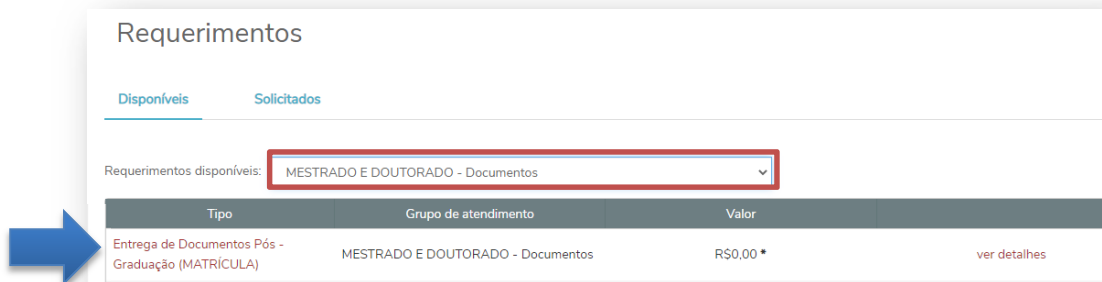 Requerimentos
Disponíveis Solicitados
Requerimentos disponíveis: MESTRADO E DOUTORADO - Documentos
Tipo Grupo de atendimento Valor
Entrega de Documentos Pós -
Graduação (MATRÍCULA) MESTRADO E DOUTORADO - Documentos R$0,00 * ver detalhes